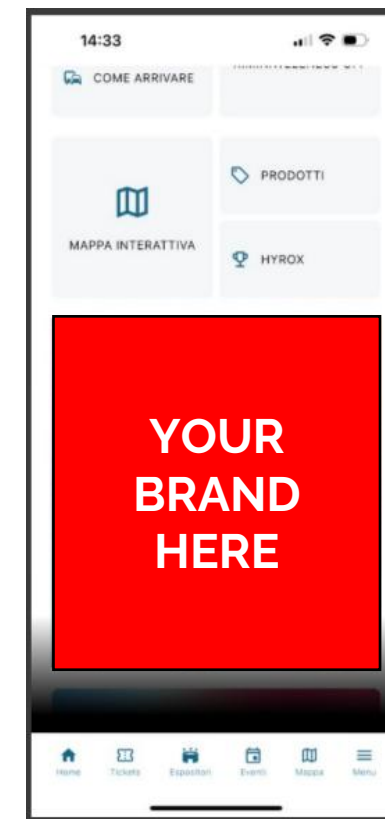 14:33
COME ARRIVARE
PRODOTTI
MAPPA INTERATTIVA
HYROX
YOUR
BRAND
HERE
Home Tickets Espositori Eventi Mappa Menu